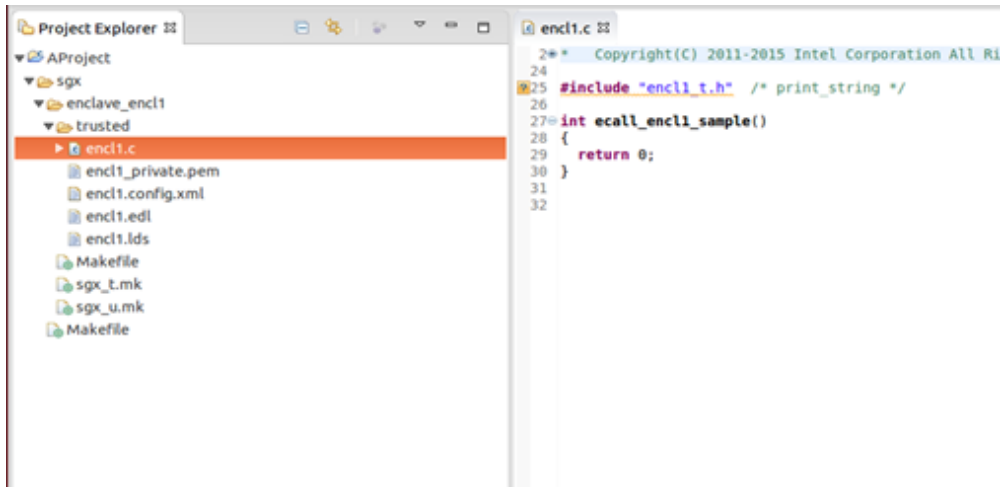 Project Explorer
AProject
sgx
enclave_encl1
trusted
encl1.c
encl1_private.pem
encl1.config.xml
encl1.edl
encl1.lds
Makefile
sgx_t.mk
sgx_u.mk
Makefile
encl1.c
2 * Copyright(C) 2011-2015 Intel Corporation All Ri
24
25 #include "encl1_t.h" /* print_string */
26
27 int ecall_encl1_sample()
28 {
29 return 0;
30 }
31
32